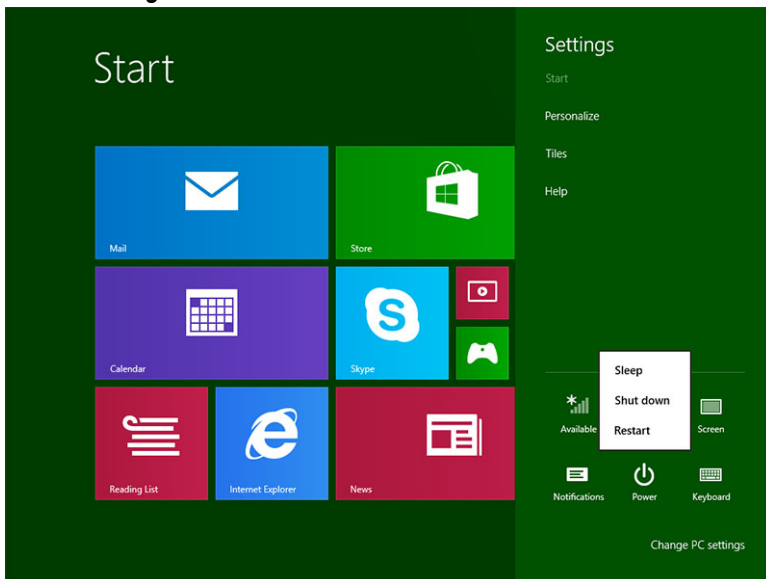 Start
Mail
Store
Calendar
Skype
Reading List
Internet Explorer
News
Settings
Start
Personalize
Tiles
Help
Sleep
Shut down
Restart
Available
Screen
Notifications
Power
Keyboard
Change PC settings